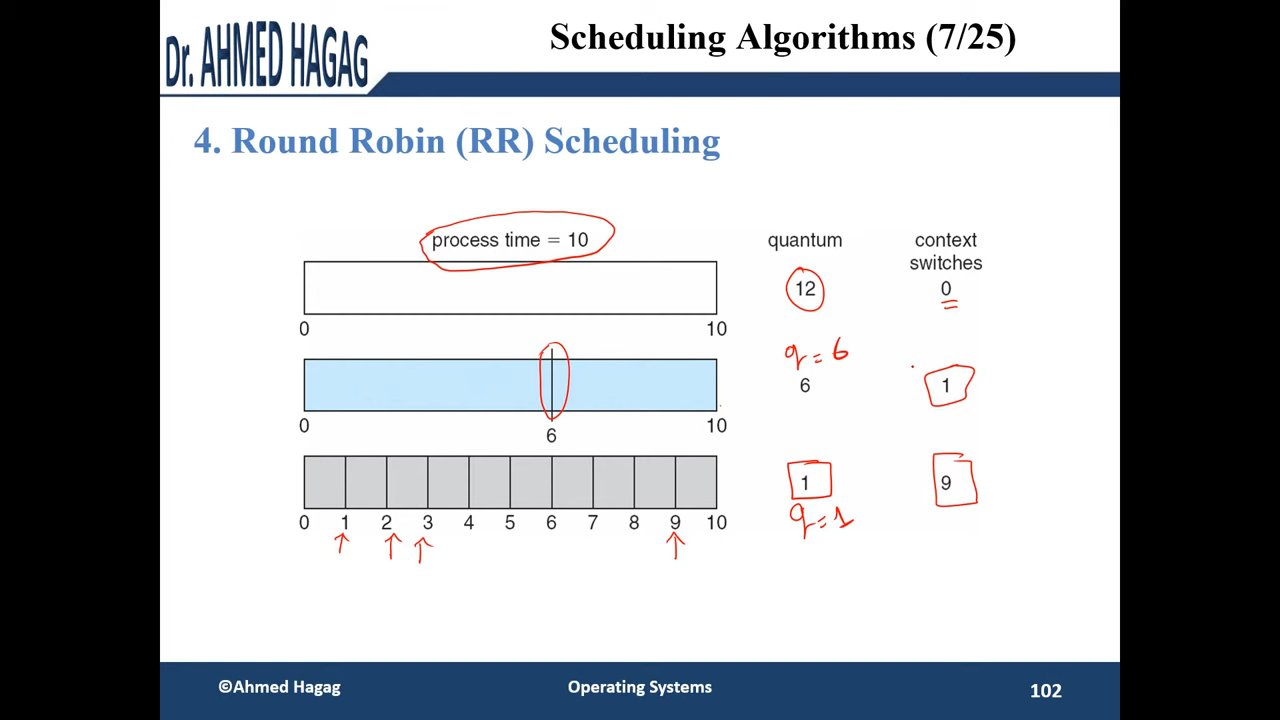 Dr. AHMED HAGAG
Scheduling Algorithms (7/25)
4. Round Robin (RR) Scheduling
process time = 10 quantum context
switches
12 0
0 10
q = 6
6 1
0 6 10
1 9
0 1 2 3 4 5 6 7 8 9 10
q = 1
©Ahmed Hagag Operating Systems 102